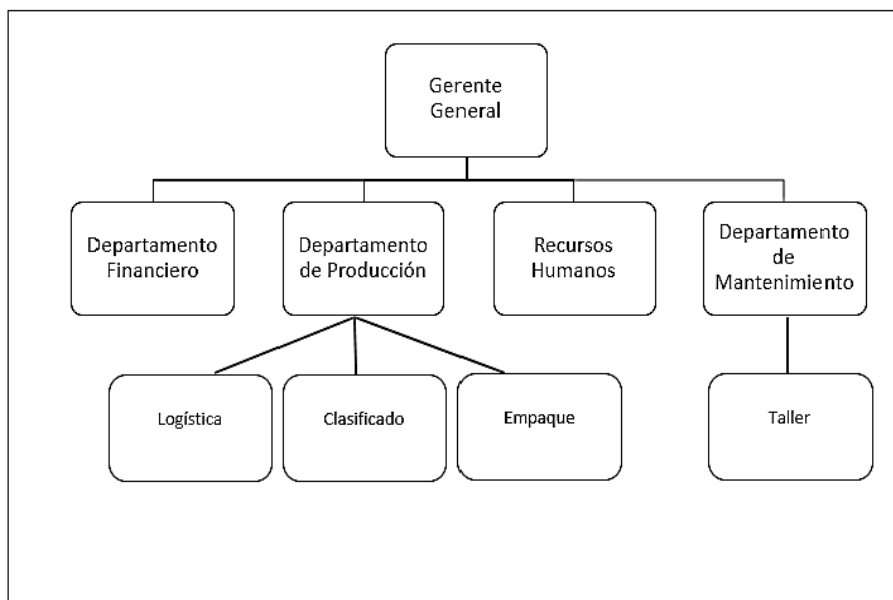 Gerente
General
Departamento
Financiero
Departamento
de Producción
Recursos
Humanos
Departamento
de
Mantenimiento
Logística
Clasificado
Empaque
Taller